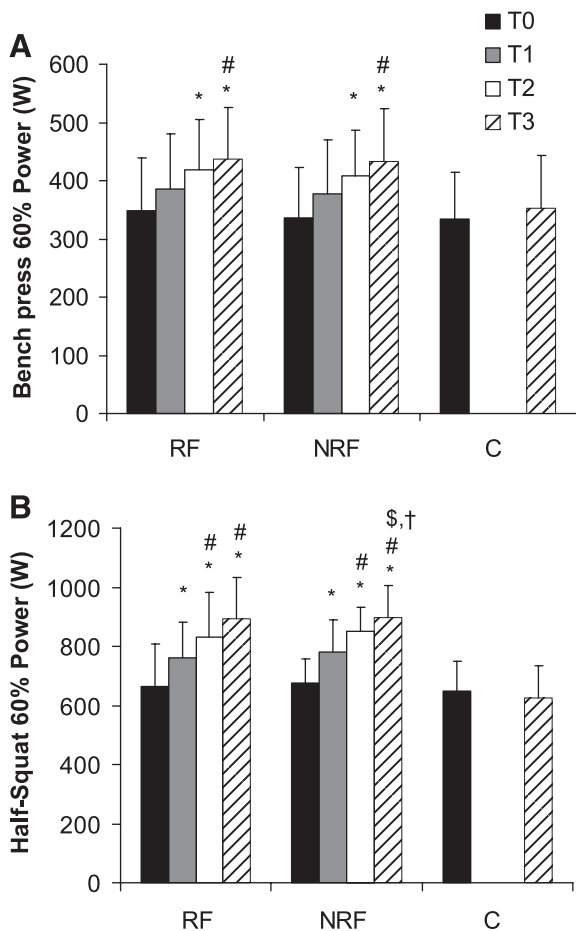 T0
T1
T2
T3
A
Bench press 60% Power (W)
600
500
400
300
200
100
0
* # *
* # *
RF NRF C
B
Half-Squat 60% Power (W)
1200
1000
800
600
400
200
0
* # * # *
* # * $,† # *
RF NRF C